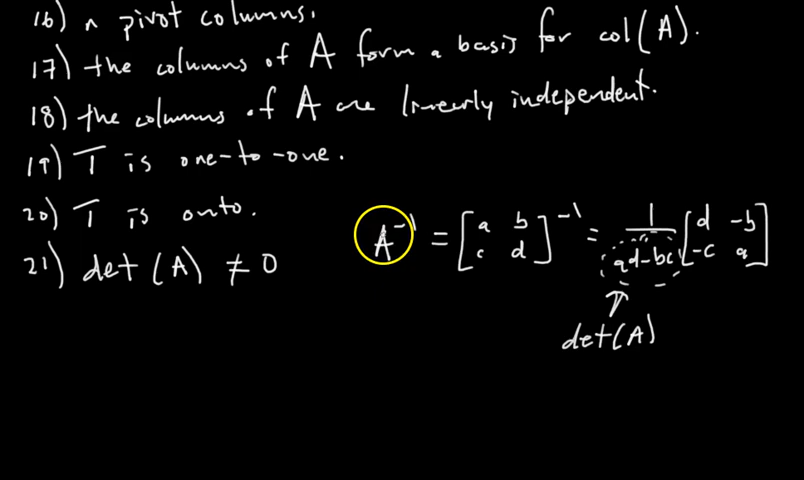 16) n pivot columns.
17) the columns of A form a basis for col(A).
18) the columns of A are linearly independent.
19) T is one-to-one.
20) T is onto.
21) det(A) ≠ 0
A⁻¹ = [a b; c d]⁻¹ = 1/(ad-bc) [d -b; -c a]
↑
det(A)